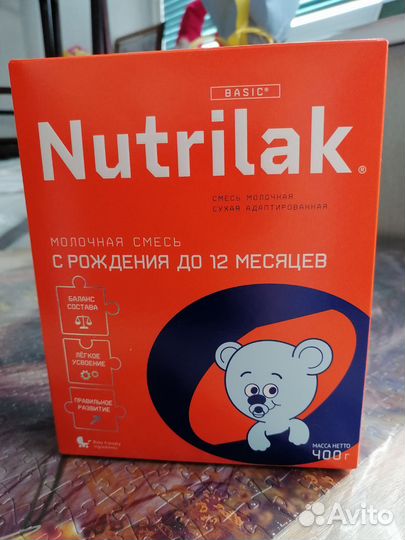 BASIC®
Nutrilak®
СМЕСЬ МОЛОЧНАЯ
СУХАЯ АДАПТИРОВАННАЯ
МОЛОЧНАЯ СМЕСЬ
С РОЖДЕНИЯ ДО 12 МЕСЯЦЕВ
БАЛАНС
СОСТАВА
ЛЁГКОЕ
УСВОЕНИЕ
ПРАВИЛЬНОЕ
РАЗВИТИЕ
МАССА НЕТТО
400 г
Avito